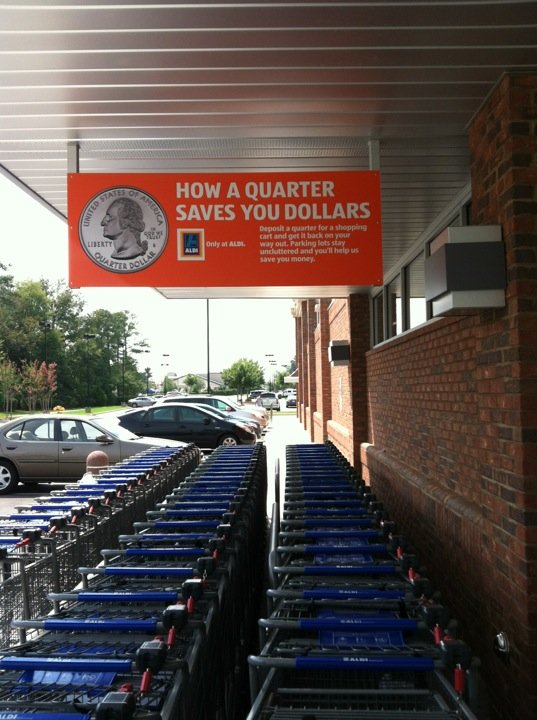 HOW A QUARTER
SAVES YOU DOLLARS
UNITED STATES OF AMERICA
LIBERTY
IN
GOD WE
TRUST
QUARTER DOLLAR
ALDI
Only at ALDI.
Deposit a quarter for a shopping
cart and get it back on your
way out. Parking lots stay
uncluttered and you'll help us
save you money.
ALDI
ALDI